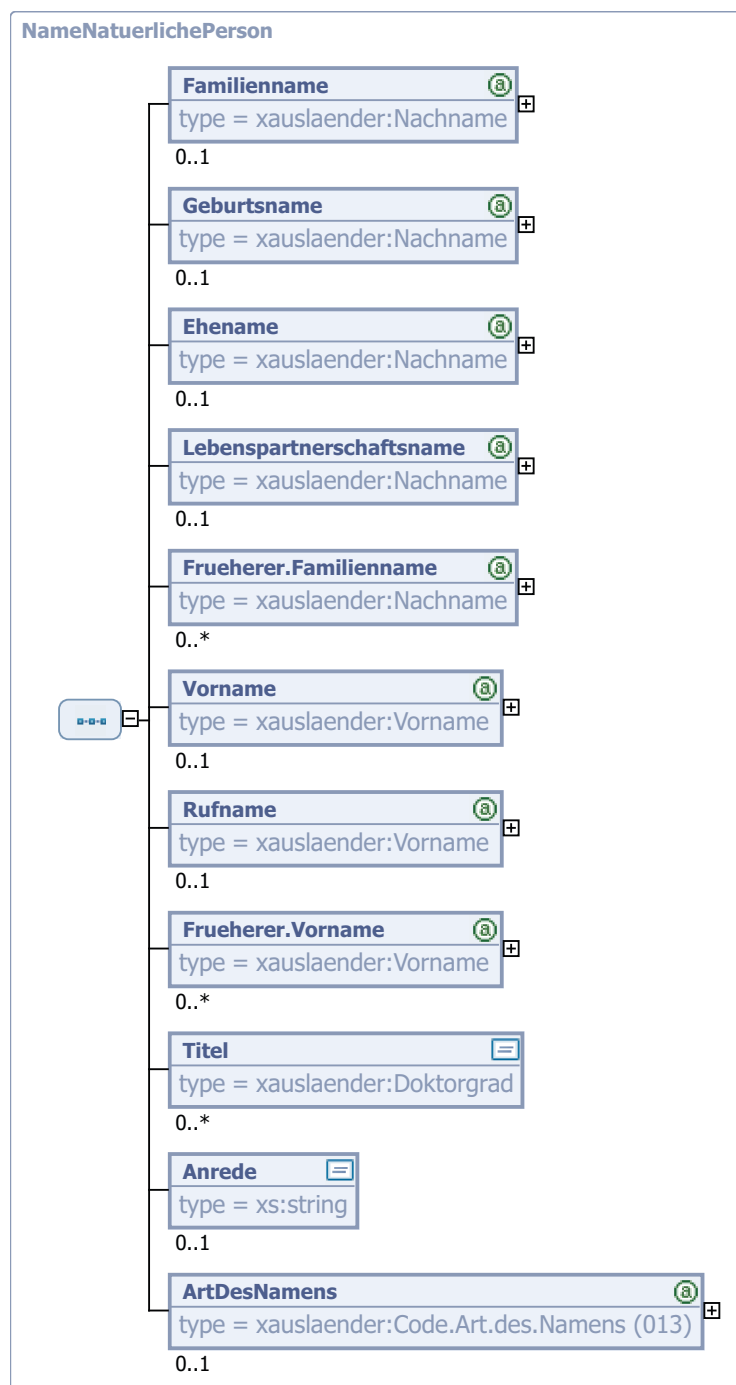 NameNatuerlichePerson
Familienname
type = xauslaender:Nachname
0..1
Geburtsname
type = xauslaender:Nachname
0..1
Ehename
type = xauslaender:Nachname
0..1
Lebenspartnerschaftsname
type = xauslaender:Nachname
0..1
Frueherer.Familienname
type = xauslaender:Nachname
0..*
Vorname
type = xauslaender:Vorname
0..1
Rufname
type = xauslaender:Vorname
0..1
Frueherer.Vorname
type = xauslaender:Vorname
0..*
Titel
type = xauslaender:Doktorgrad
0..*
Anrede
type = xs:string
0..1
ArtDesNamens
type = xauslaender:Code.Art.des.Namens (013)
0..1